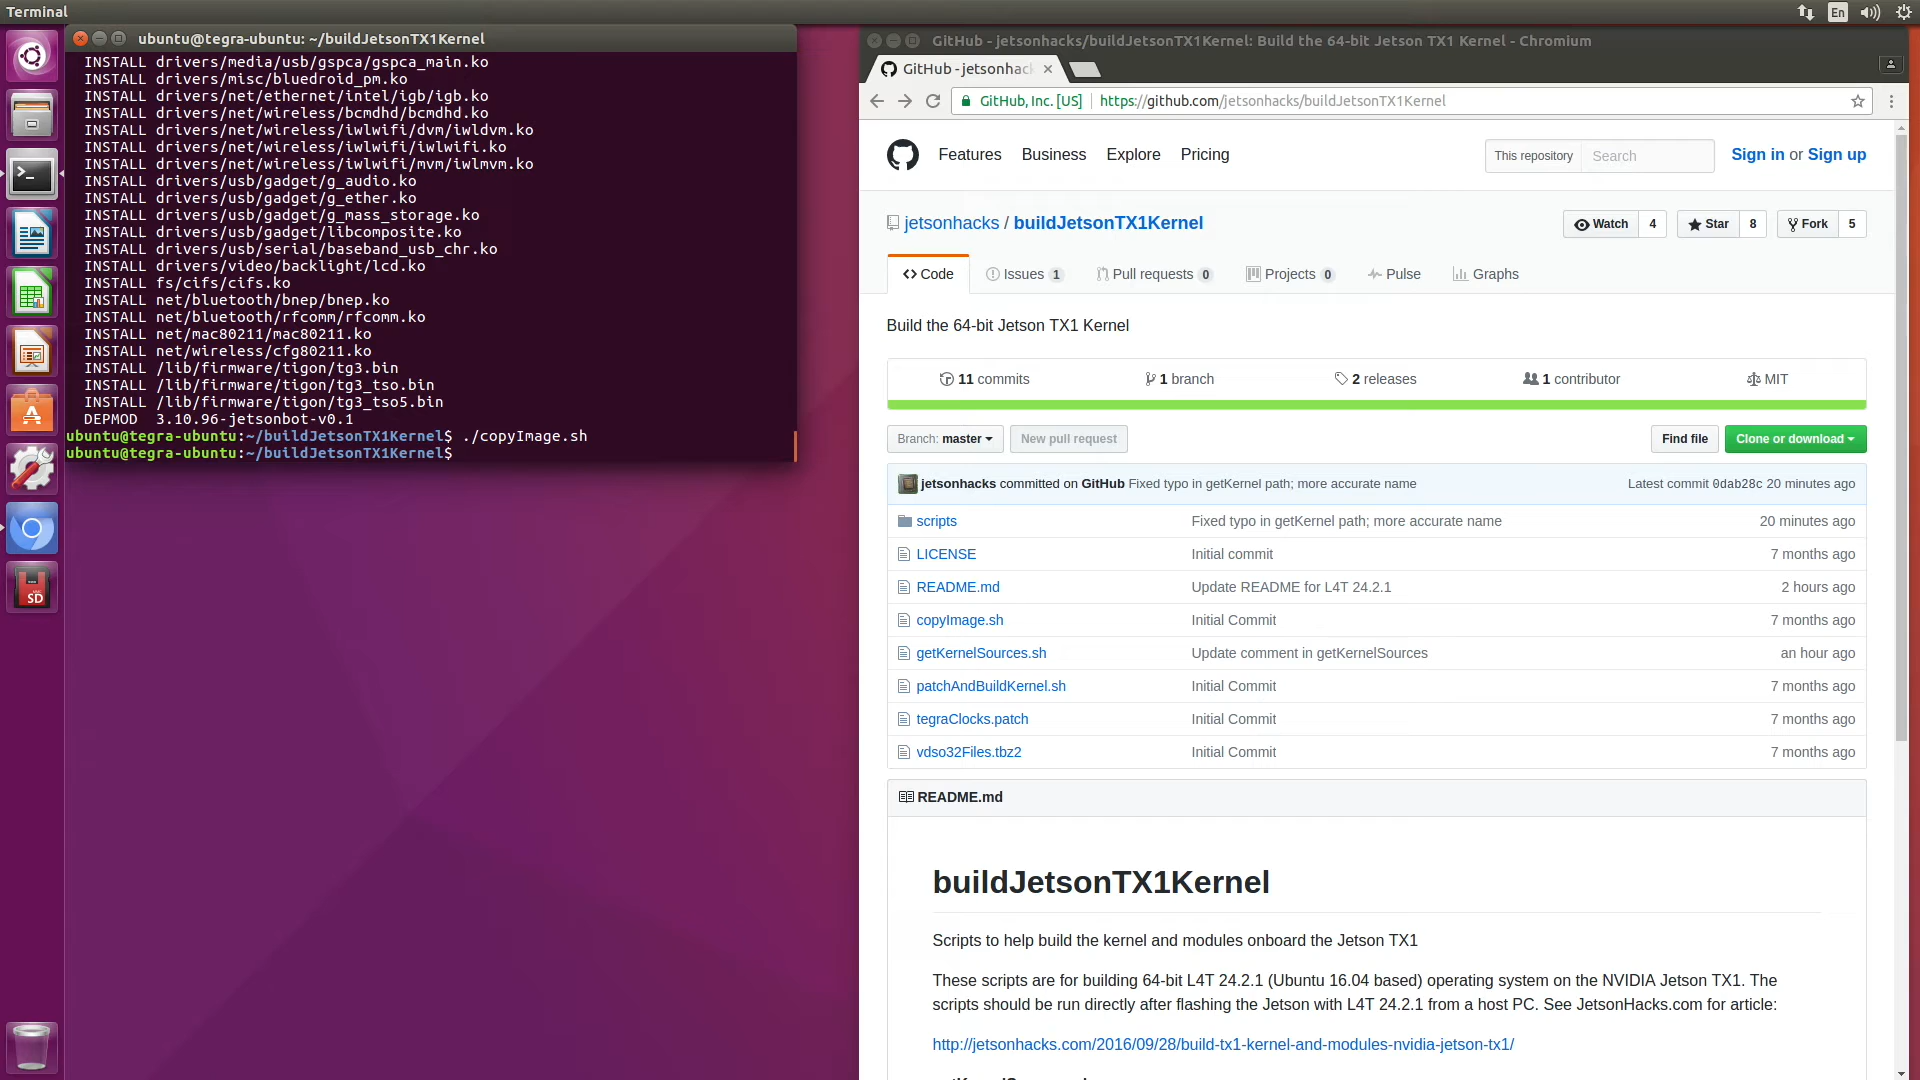 Terminal
En
ubuntu@tegra-ubuntu: ~/buildJetsonTX1Kernel
INSTALL drivers/media/usb/gspca/gspca_main.ko
INSTALL drivers/misc/bluedroid_pm.ko
INSTALL drivers/net/ethernet/intel/igb/igb.ko
INSTALL drivers/net/wireless/bcmdhd/bcmdhd.ko
INSTALL drivers/net/wireless/iwlwifi/dvm/iwldvm.ko
INSTALL drivers/net/wireless/iwlwifi/iwlwifi.ko
INSTALL drivers/net/wireless/iwlwifi/mvm/iwlmvm.ko
INSTALL drivers/usb/gadget/g_audio.ko
INSTALL drivers/usb/gadget/g_ether.ko
INSTALL drivers/usb/gadget/g_mass_storage.ko
INSTALL drivers/usb/gadget/libcomposite.ko
INSTALL drivers/usb/serial/baseband_usb_chr.ko
INSTALL drivers/video/backlight/lcd.ko
INSTALL fs/cifs/cifs.ko
INSTALL net/bluetooth/bnep/bnep.ko
INSTALL net/bluetooth/rfcomm/rfcomm.ko
INSTALL net/mac80211/mac80211.ko
INSTALL net/wireless/cfg80211.ko
INSTALL /lib/firmware/tigon/tg3.bin
INSTALL /lib/firmware/tigon/tg3_tso.bin
INSTALL /lib/firmware/tigon/tg3_tso5.bin
DEPMOD 3.10.96-jetsonbot-v0.1
ubuntu@tegra-ubuntu:~/buildJetsonTX1Kernel$ ./copyImage.sh
ubuntu@tegra-ubuntu:~/buildJetsonTX1Kernel$
SD
GitHub - jetsonhacks/buildJetsonTX1Kernel: Build the 64-bit Jetson TX1 Kernel - Chromium
GitHub - jetsonhac
GitHub, Inc. [US] https://github.com/jetsonhacks/buildJetsonTX1Kernel
Features Business Explore Pricing This repository Search Sign in or Sign up
jetsonhacks / buildJetsonTX1Kernel Watch 4 Star 8 Fork 5
Code Issues 1 Pull requests 0 Projects 0 Pulse Graphs
Build the 64-bit Jetson TX1 Kernel
11 commits 1 branch 2 releases 1 contributor MIT
Branch: master New pull request Find file Clone or download
jetsonhacks committed on GitHub Fixed typo in getKernel path; more accurate name Latest commit 0dab28c 20 minutes ago
scripts Fixed typo in getKernel path; more accurate name 20 minutes ago
LICENSE Initial commit 7 months ago
README.md Update README for L4T 24.2.1 2 hours ago
copyImage.sh Initial Commit 7 months ago
getKernelSources.sh Update comment in getKernelSources an hour ago
patchAndBuildKernel.sh Initial Commit 7 months ago
tegraClocks.patch Initial Commit 7 months ago
vdso32Files.tbz2 Initial Commit 7 months ago
README.md
buildJetsonTX1Kernel
Scripts to help build the kernel and modules onboard the Jetson TX1
These scripts are for building 64-bit L4T 24.2.1 (Ubuntu 16.04 based) operating system on the NVIDIA Jetson TX1. The
scripts should be run directly after flashing the Jetson with L4T 24.2.1 from a host PC. See JetsonHacks.com for article:
http://jetsonhacks.com/2016/09/28/build-tx1-kernel-and-modules-nvidia-jetson-tx1/